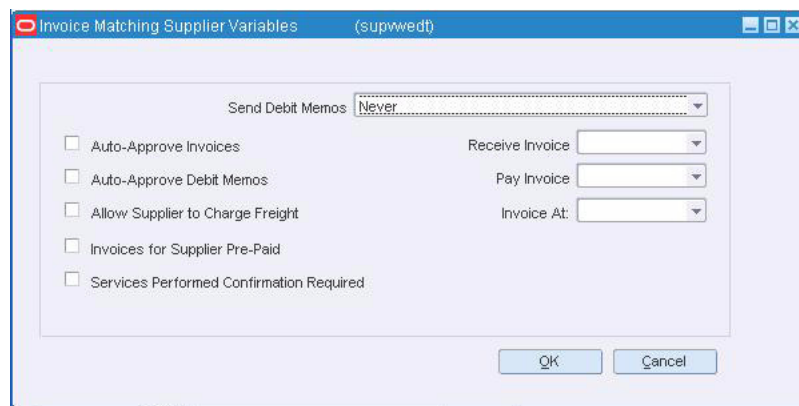 Invoice Matching Supplier Variables (supvwedt)
Send Debit Memos Never
Auto-Approve Invoices Receive Invoice
Auto-Approve Debit Memos Pay Invoice
Allow Supplier to Charge Freight Invoice At:
Invoices for Supplier Pre-Paid
Services Performed Confirmation Required
OK Cancel